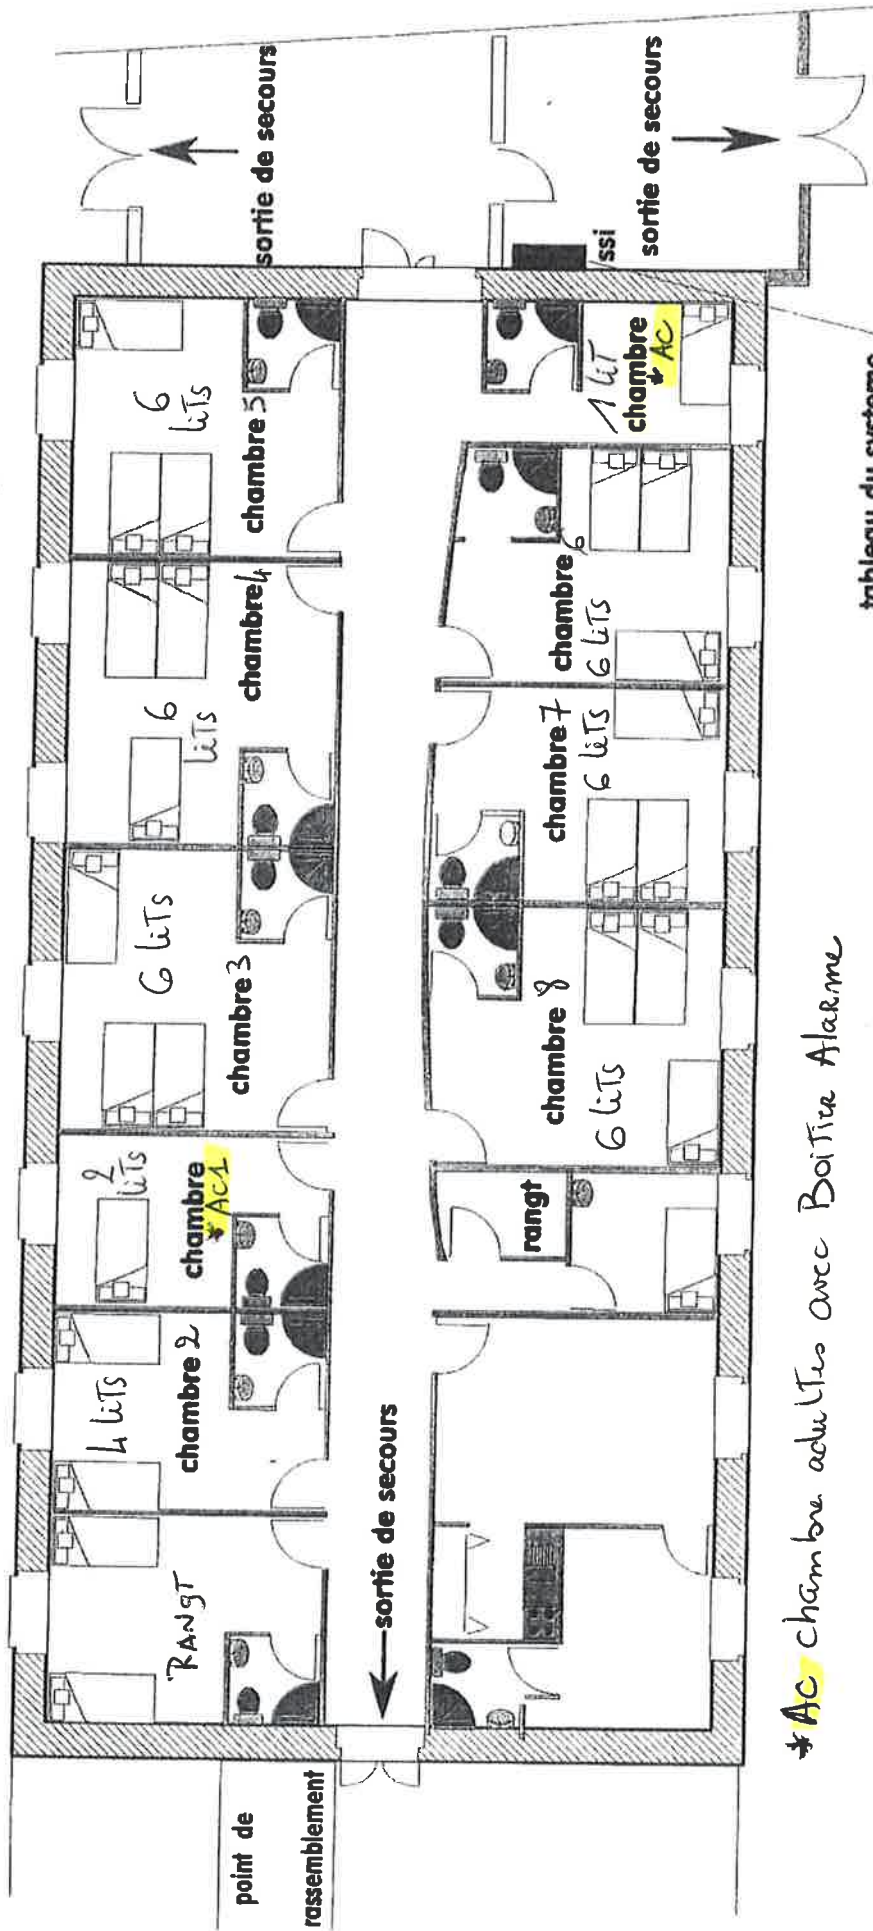 point de
rassemblement
sortie de secours
RANGT
4 LiTs
chambre 2
2
LiTs
chambre
* AC1
6 LiTs
chambre 3
6
LiTs
chambre 4
6
LiTs
chambre 5
rangt
chambre 8
6 LiTs
chambre 7
6 LiTs
chambre 6
6 LiTs
1 LiT
chambre
* AC
sortie de secours
ssi
sortie de secours
tableau du systeme
*AC chambre adultes avec Boitier Alarme